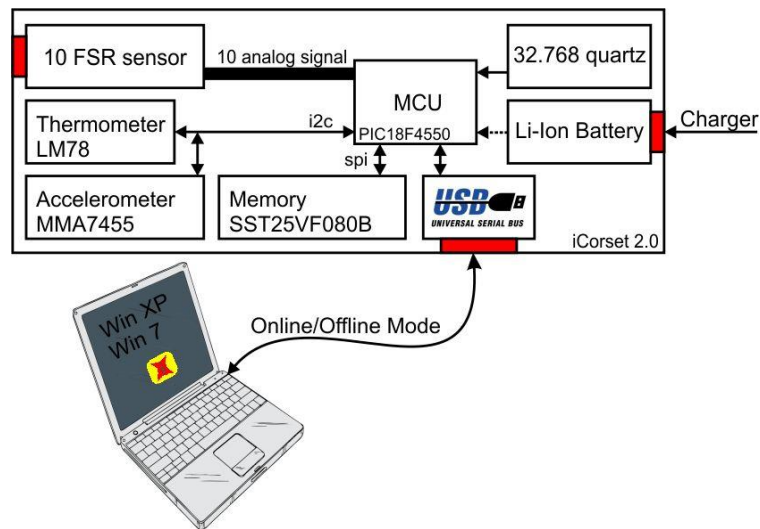 10 FSR sensor
10 analog signal
MCU
PIC18F4550
32.768 quartz
Thermometer
LM78
i2c
Li-Ion Battery
Charger
spi
Accelerometer
MMA7455
Memory
SST25VF080B
USB
UNIVERSAL SERIAL BUS
iCorset 2.0
Win XP
Win 7
Online/Offline Mode